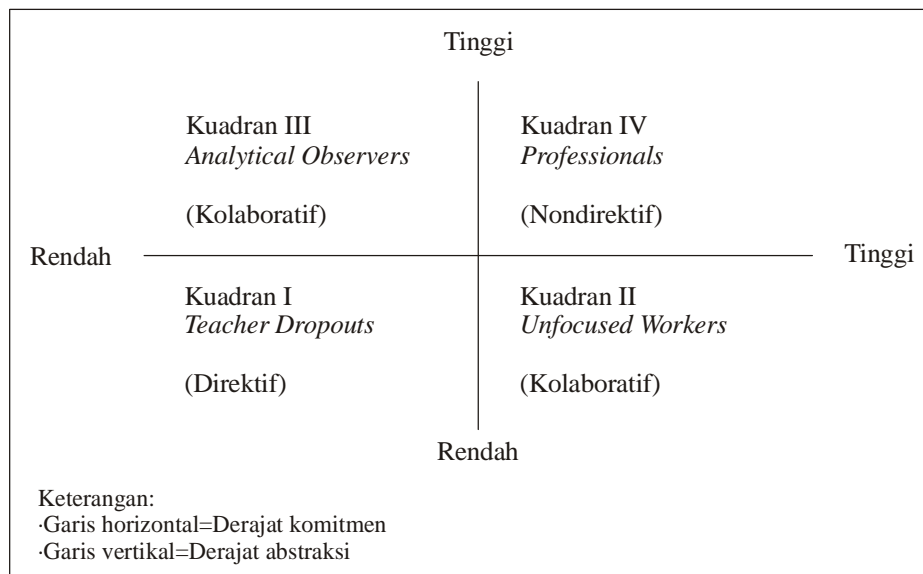 Tinggi
Kuadran III
Analytical Observers
(Kolaboratif)
Kuadran IV
Professionals
(Nondirektif)
Rendah
Tinggi
Kuadran I
Teacher Dropouts
(Direktif)
Kuadran II
Unfocused Workers
(Kolaboratif)
Rendah
Keterangan:
·Garis horizontal=Derajat komitmen
·Garis vertikal=Derajat abstraksi